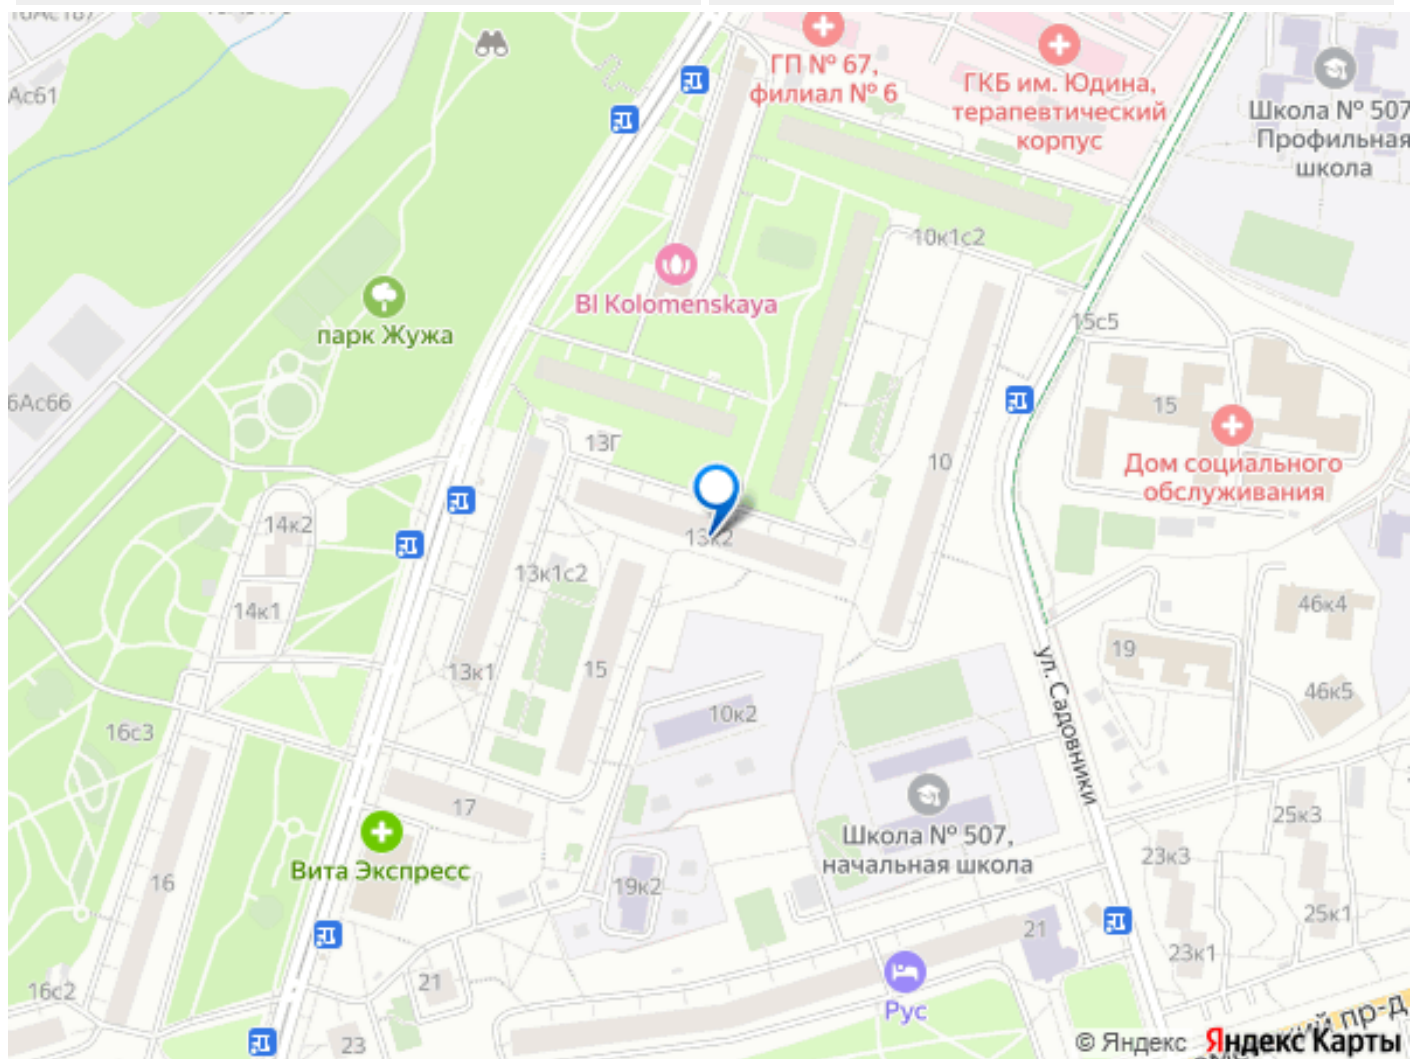 Ас61
ГП № 67,
филиал № 6
ГКБ им. Юдина,
терапевтический
корпус
Школа № 507
Профильная
школа
10к1с2
BI Kolomenskaya
парк Жужа
15с5
6Ас66
15
13Г
10
Дом социального
обслуживания
14к2
13к2
13к1с2
14к1
46к4
19
13к1
15
46к5
10к2
16с3
ул. Садовники
17
25к3
Школа № 507,
начальная школа
Вита Экспресс
23к3
16
19к2
25к1
21
23к1
21
16с2
Рус
23
пр-д
© Яндекс Яндекс Карты